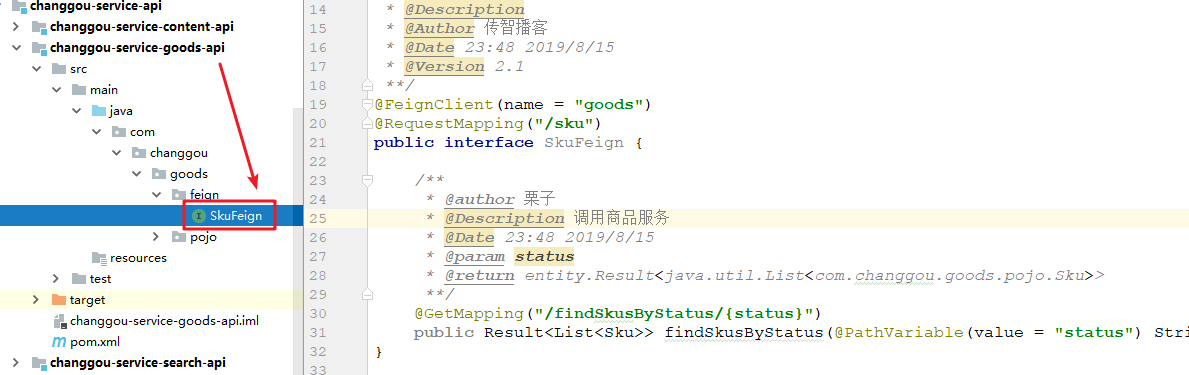 changgou-service-api
changgou-service-content-api
changgou-service-goods-api
src
main
java
com
changgou
goods
feign
SkuFeign
pojo
resources
test
target
changgou-service-goods-api.iml
pom.xml
changgou-service-search-api
14 * @Description
15 * @Author 传智播客
16 * @Date 23:48 2019/8/15
17 * @Version 2.1
18 **/
19 @FeignClient(name = "goods")
20 @RequestMapping("/sku")
21 public interface SkuFeign {
22
23 /**
24 * @author 栗子
25 * @Description 调用商品服务
26 * @Date 23:48 2019/8/15
27 * @param status
28 * @return entity.Result<java.util.List<com.changgou.goods.pojo.Sku>>
29 **/
30 @GetMapping("/findSkusByStatus/{status}")
31 public Result<List<Sku>> findSkusByStatus(@PathVariable(value = "status") Stri
32 }
33